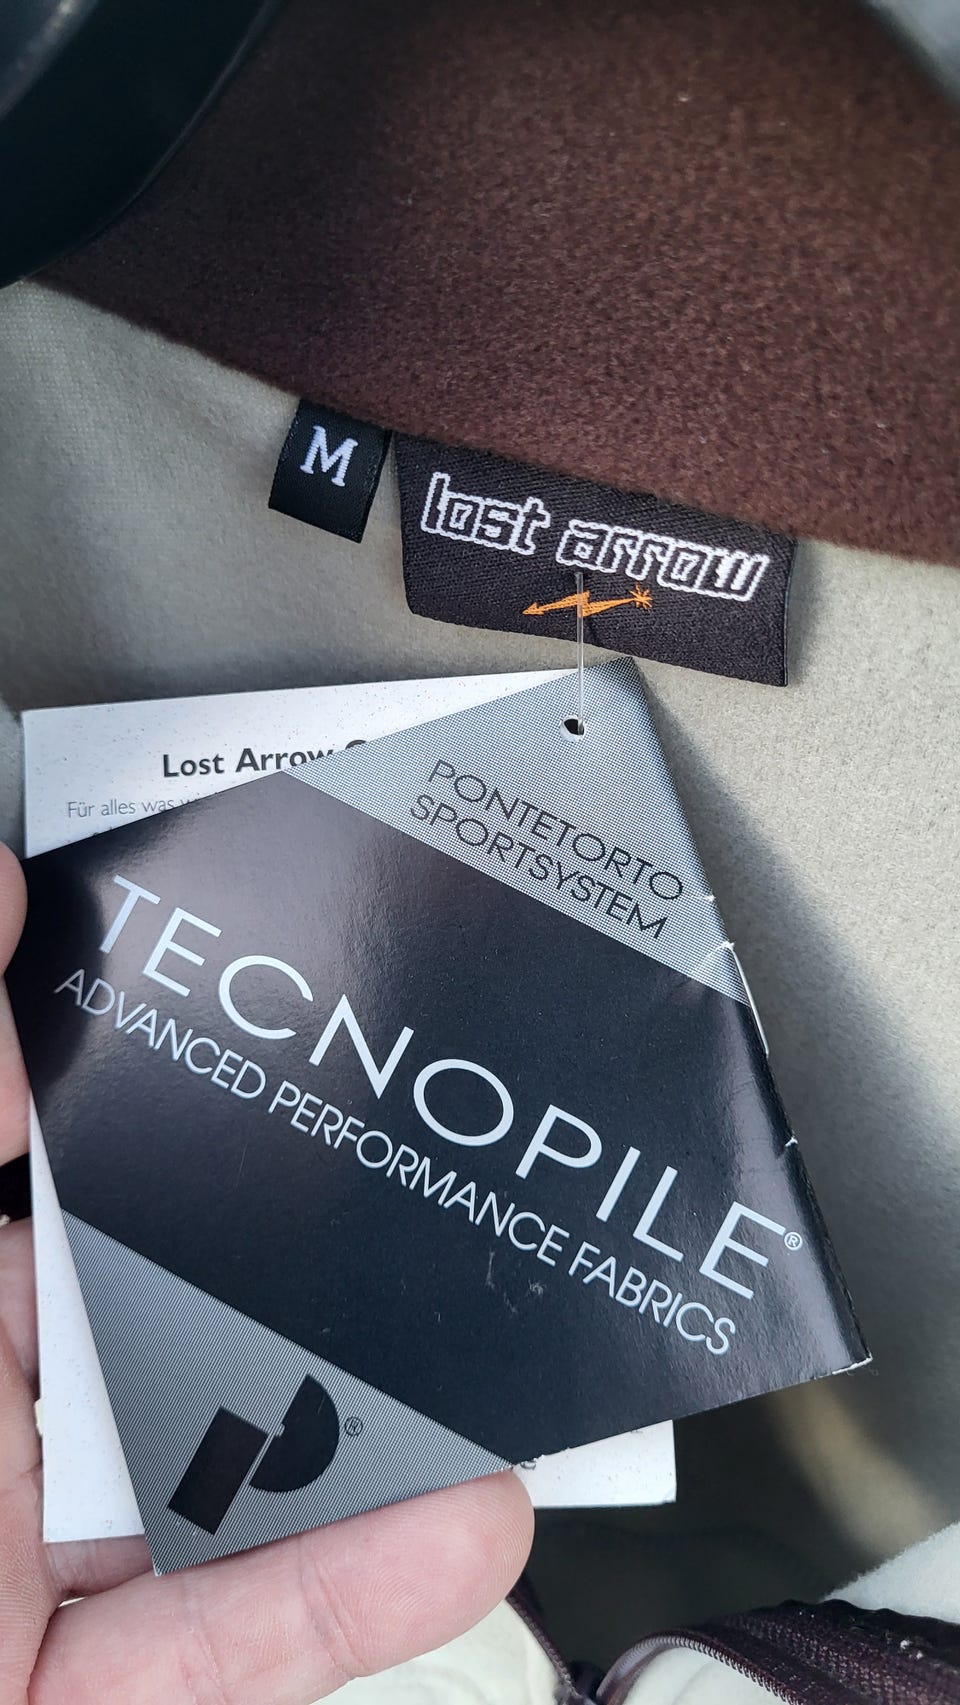 M
lost arrow
Lost Arrow
Für alles was
PONTETORTO
SPORTSYSTEM
TECNOPILE®
ADVANCED PERFORMANCE FABRICS
®